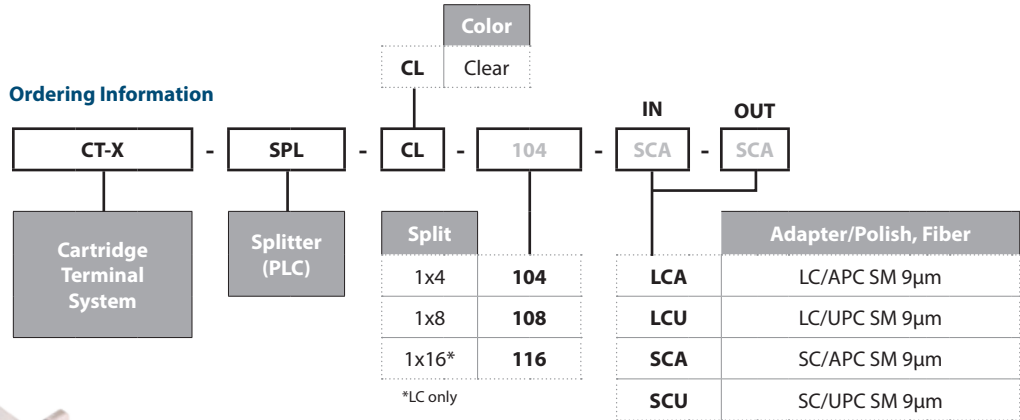 Color
CL Clear
Ordering Information
IN OUT
CT-X - SPL - CL - 104 - SCA - SCA
Cartridge
Terminal
System
Splitter
(PLC)
Split
1x4 104
1x8 108
1x16* 116
*LC only
Adapter/Polish, Fiber
LCA LC/APC SM 9µm
LCU LC/UPC SM 9µm
SCA SC/APC SM 9µm
SCU SC/UPC SM 9µm